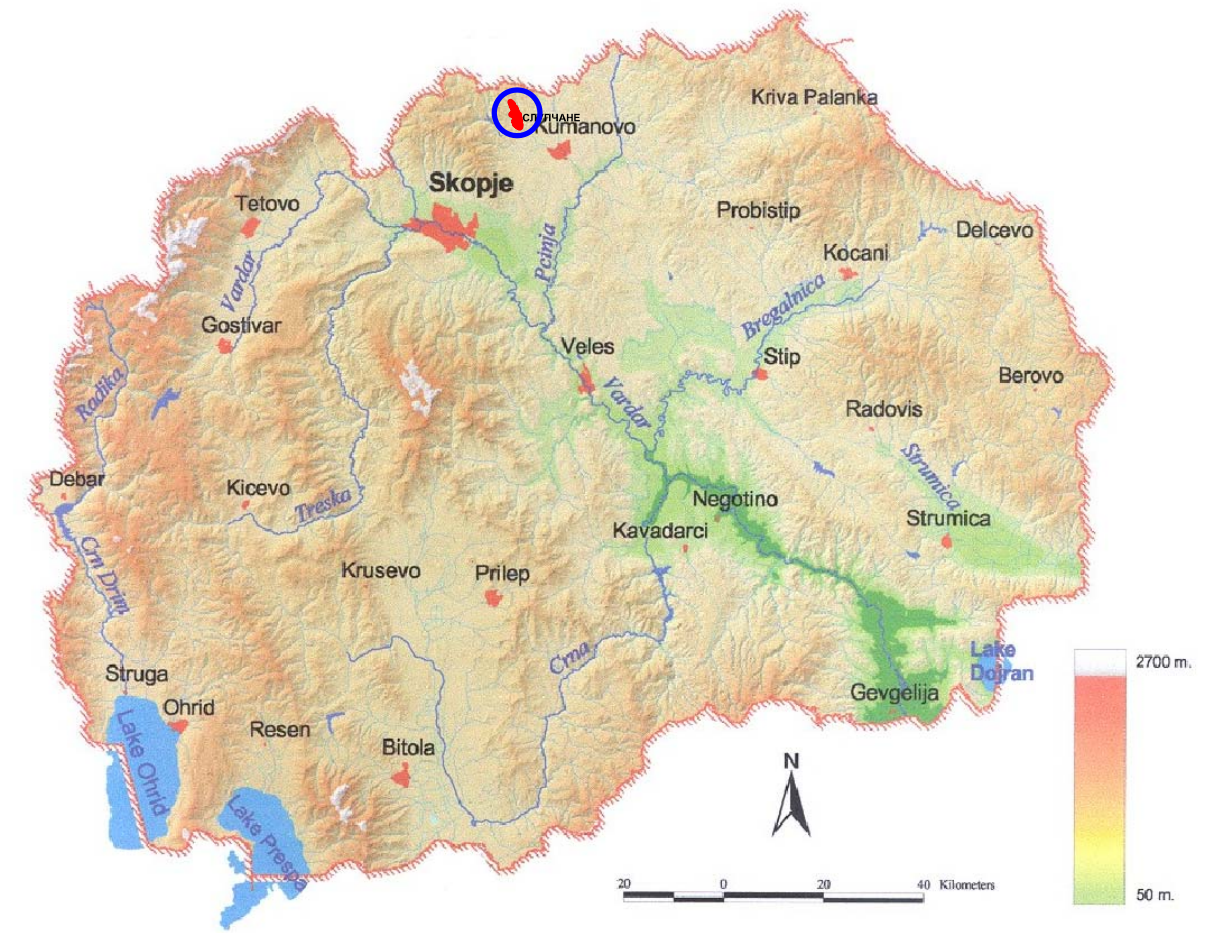 Kriva Palanka
СЛУПЧАНЕ
Kumanovo
Skopje
Tetovo
Probistip
Delcevo
Pcinja
Kocani
Vardar
Bregalnica
Gostivar
Veles
Stip
Radika
Vardar
Berovo
Radovis
Debar
Kicevo
Treska
Strumica
Negotino
Strumica
Kavadarci
Crn Drim
Krusevo
Prilep
Crna
Lake
Dojran
2700 m.
Struga
Gevgelija
Ohrid
Resen
Bitola
Lake Ohrid
N
Lake Prespa
20 0 20 40 Kilometers
50 m.